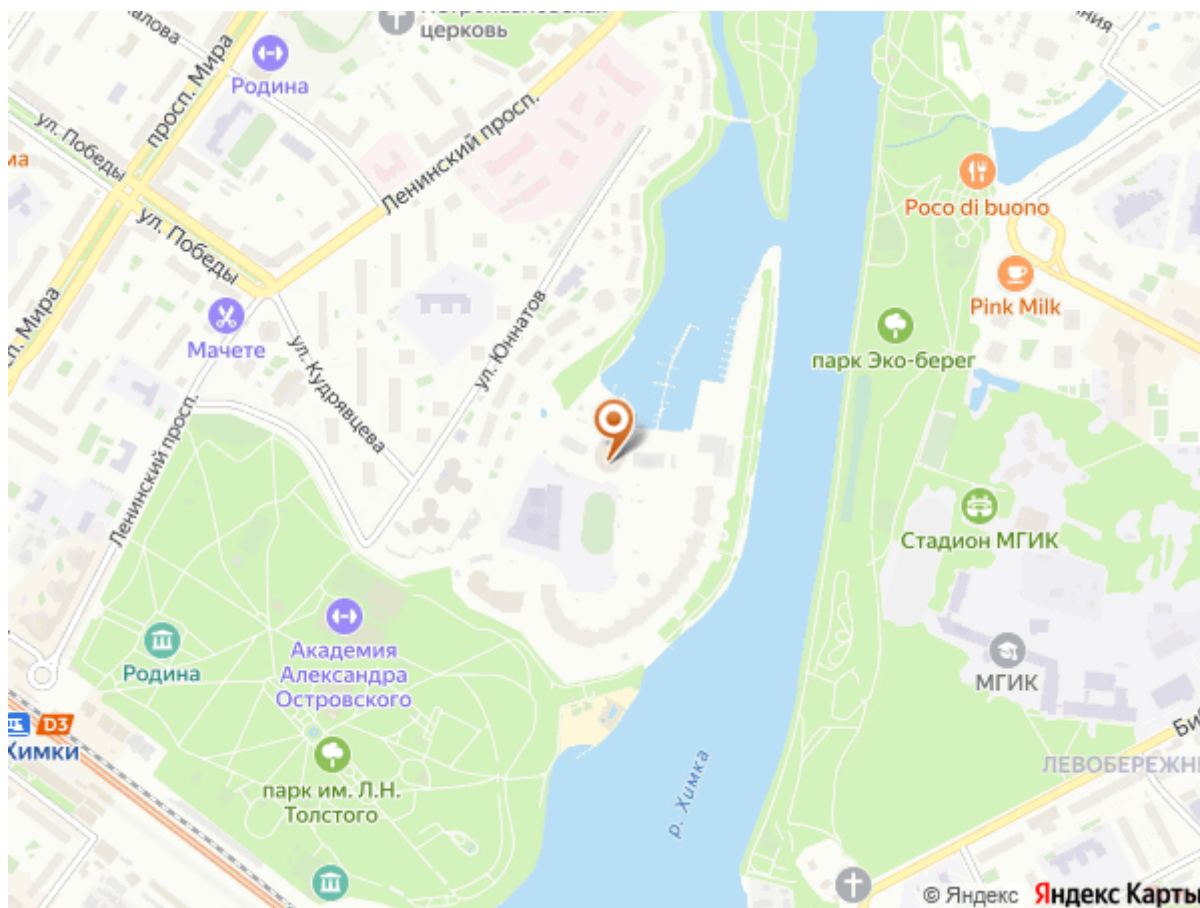 церковь
Родина
просп. Мира
ул. Победы
Ленинский просп.
ул. Победы
Poco di buono
Pink Milk
Мачете
парк Эко-берег
ул. Юннатов
ул. Кудрявцева
Ленинский просп.
Стадион МГИК
Академия
Александра
Островского
Родина
МГИК
D3
Химки
р. Химка
парк им. Л.Н.
Толстого
© Яндекс Яндекс Карты